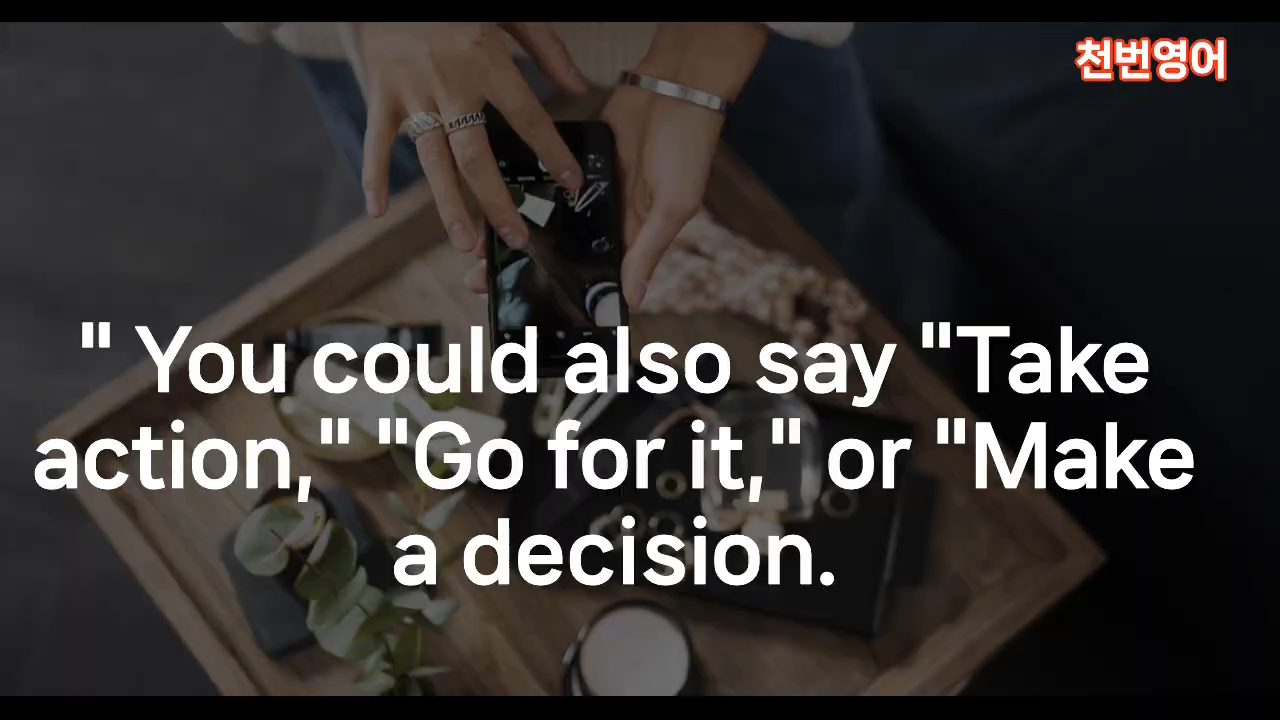 천번영어
" You could also say "Take
action," "Go for it," or "Make
a decision.